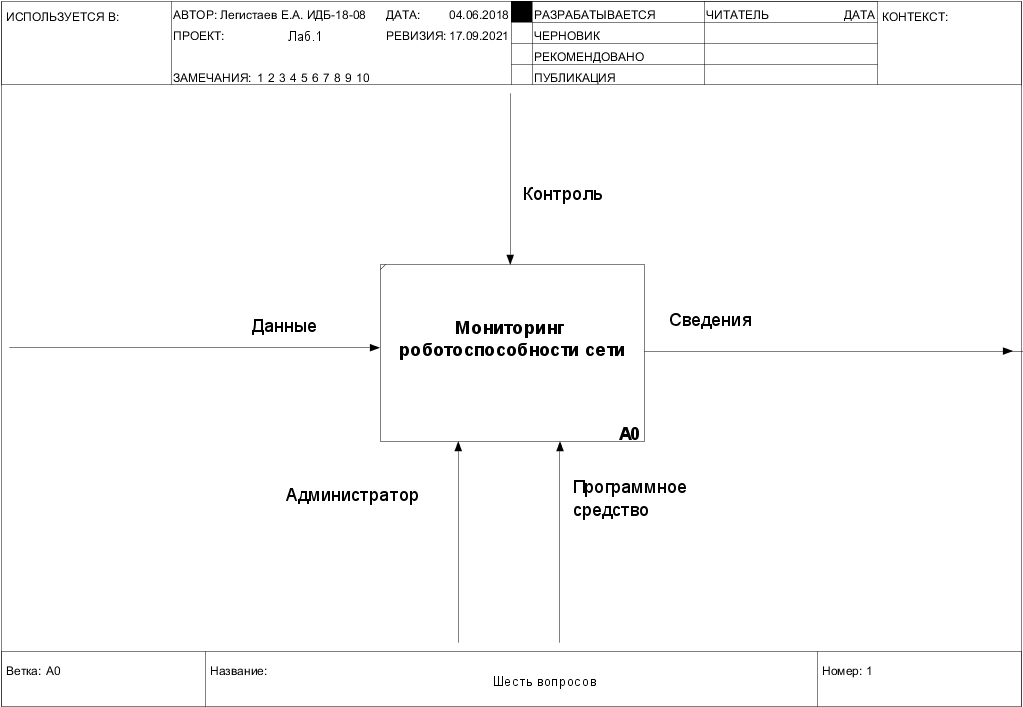 ИСПОЛЬЗУЕТСЯ В:
АВТОР: Легистаев Е.А. ИДБ-18-08
ДАТА: 04.06.2018
ПРОЕКТ: Лаб.1
РЕВИЗИЯ: 17.09.2021
ЗАМЕЧАНИЯ: 1 2 3 4 5 6 7 8 9 10
РАЗРАБАТЫВАЕТСЯ
ЧЕРНОВИК
РЕКОМЕНДОВАНО
ПУБЛИКАЦИЯ
ЧИТАТЕЛЬ ДАТА
КОНТЕКСТ:
Контроль
Данные
Мониторинг
роботоспособности сети
A0
Сведения
Администратор
Программное
средство
Ветка: A0
Название:
Шесть вопросов
Номер: 1